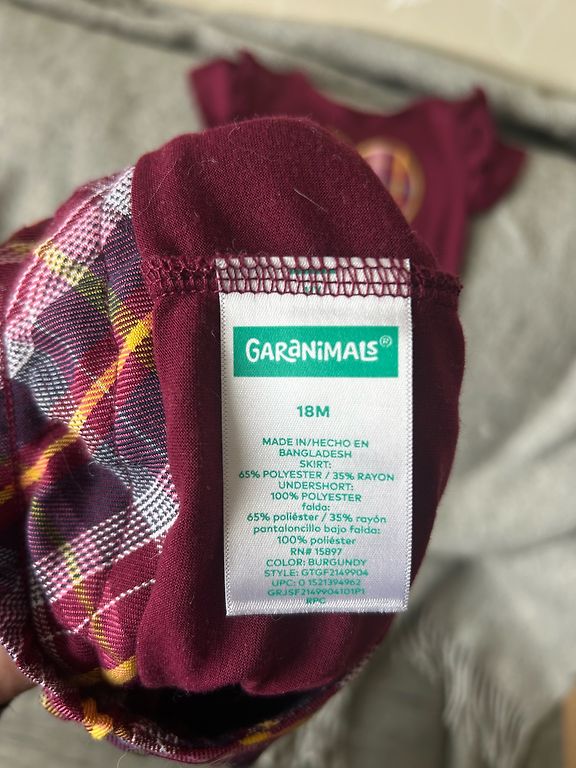 GARaNiMALS®
18M
MADE IN/HECHO EN
BANGLADESH
SKIRT:
65% POLYESTER / 35% RAYON
UNDERSHORT:
100% POLYESTER
falda:
65% poliéster / 35% rayón
pantaloncillo bajo falda:
100% poliéster
RN# 15897
COLOR: BURGUNDY
STYLE: GTGF2149904
UPC: 0 1521394962
GRJSF2149904101P1
RPC